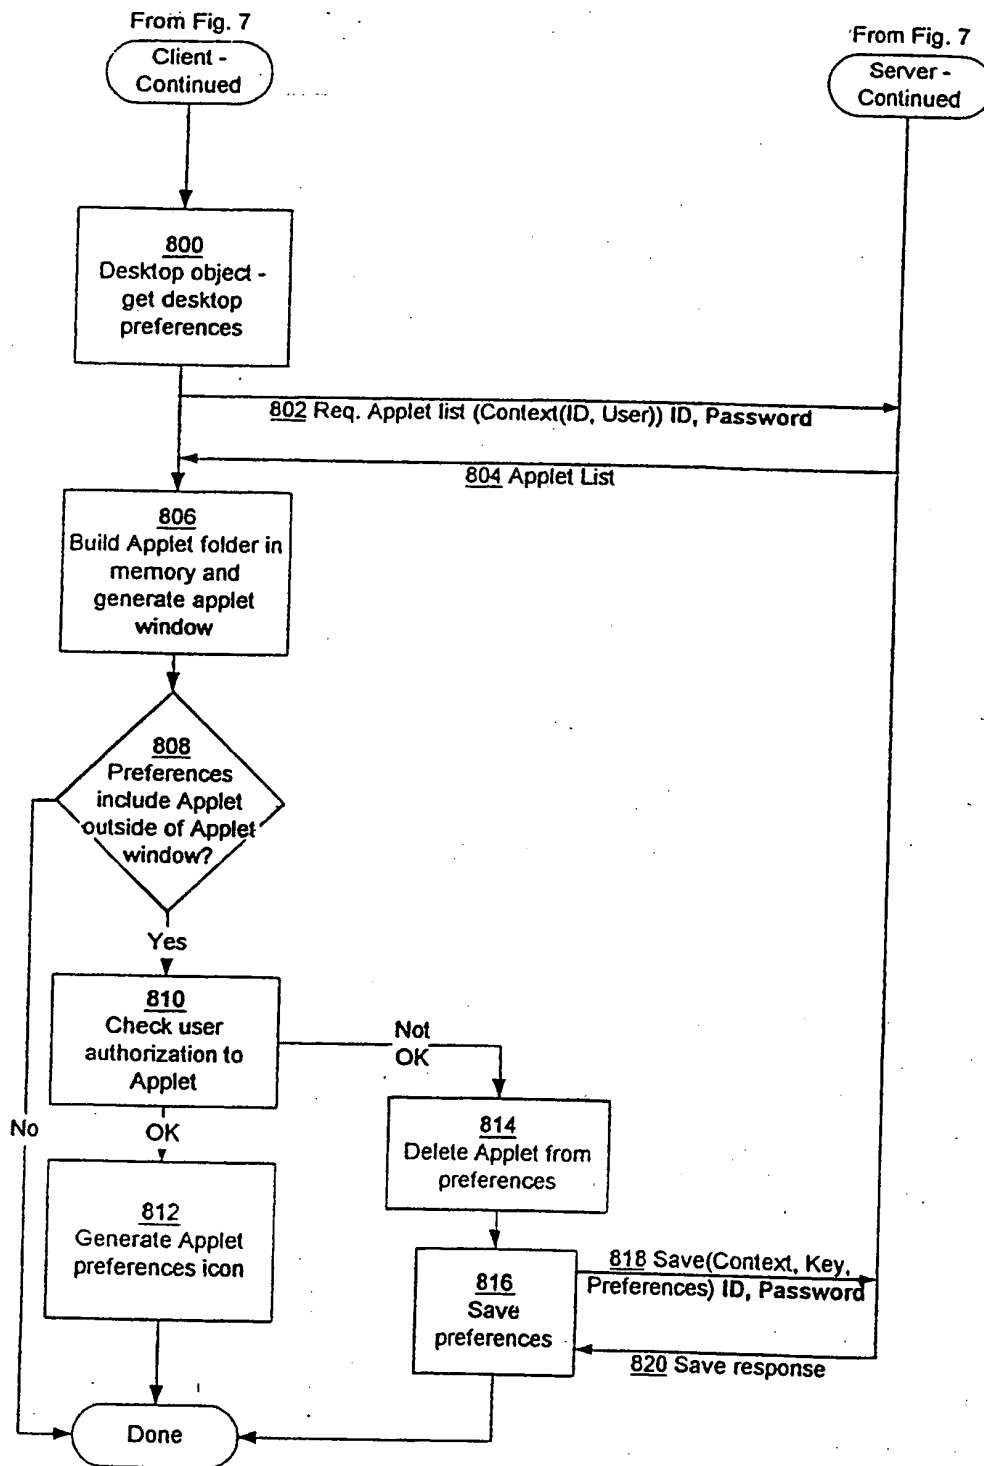 From Fig. 7
Client -
Continued
From Fig. 7
Server -
Continued
800
Desktop object -
get desktop
preferences
802 Req. Applet list (Context(ID, User)) ID, Password
804 Applet List
806
Build Applet folder in
memory and
generate applet
window
808
Preferences
include Applet
outside of Applet
window?
Yes
810
Check user
authorization to
Applet
Not
OK
No
OK
814
Delete Applet from
preferences
812
Generate Applet
preferences icon
816
Save
preferences
818 Save(Context, Key,
Preferences) ID, Password
820 Save response
Done